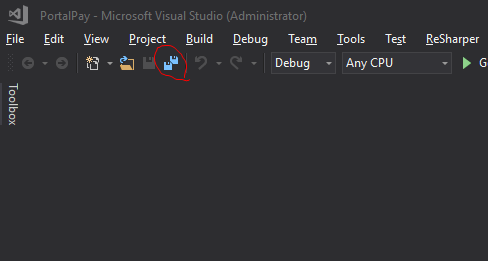 PortalPay - Microsoft Visual Studio (Administrator)
File Edit View Project Build Debug Team Tools Test ReSharper
Debug Any CPU G
Toolbox